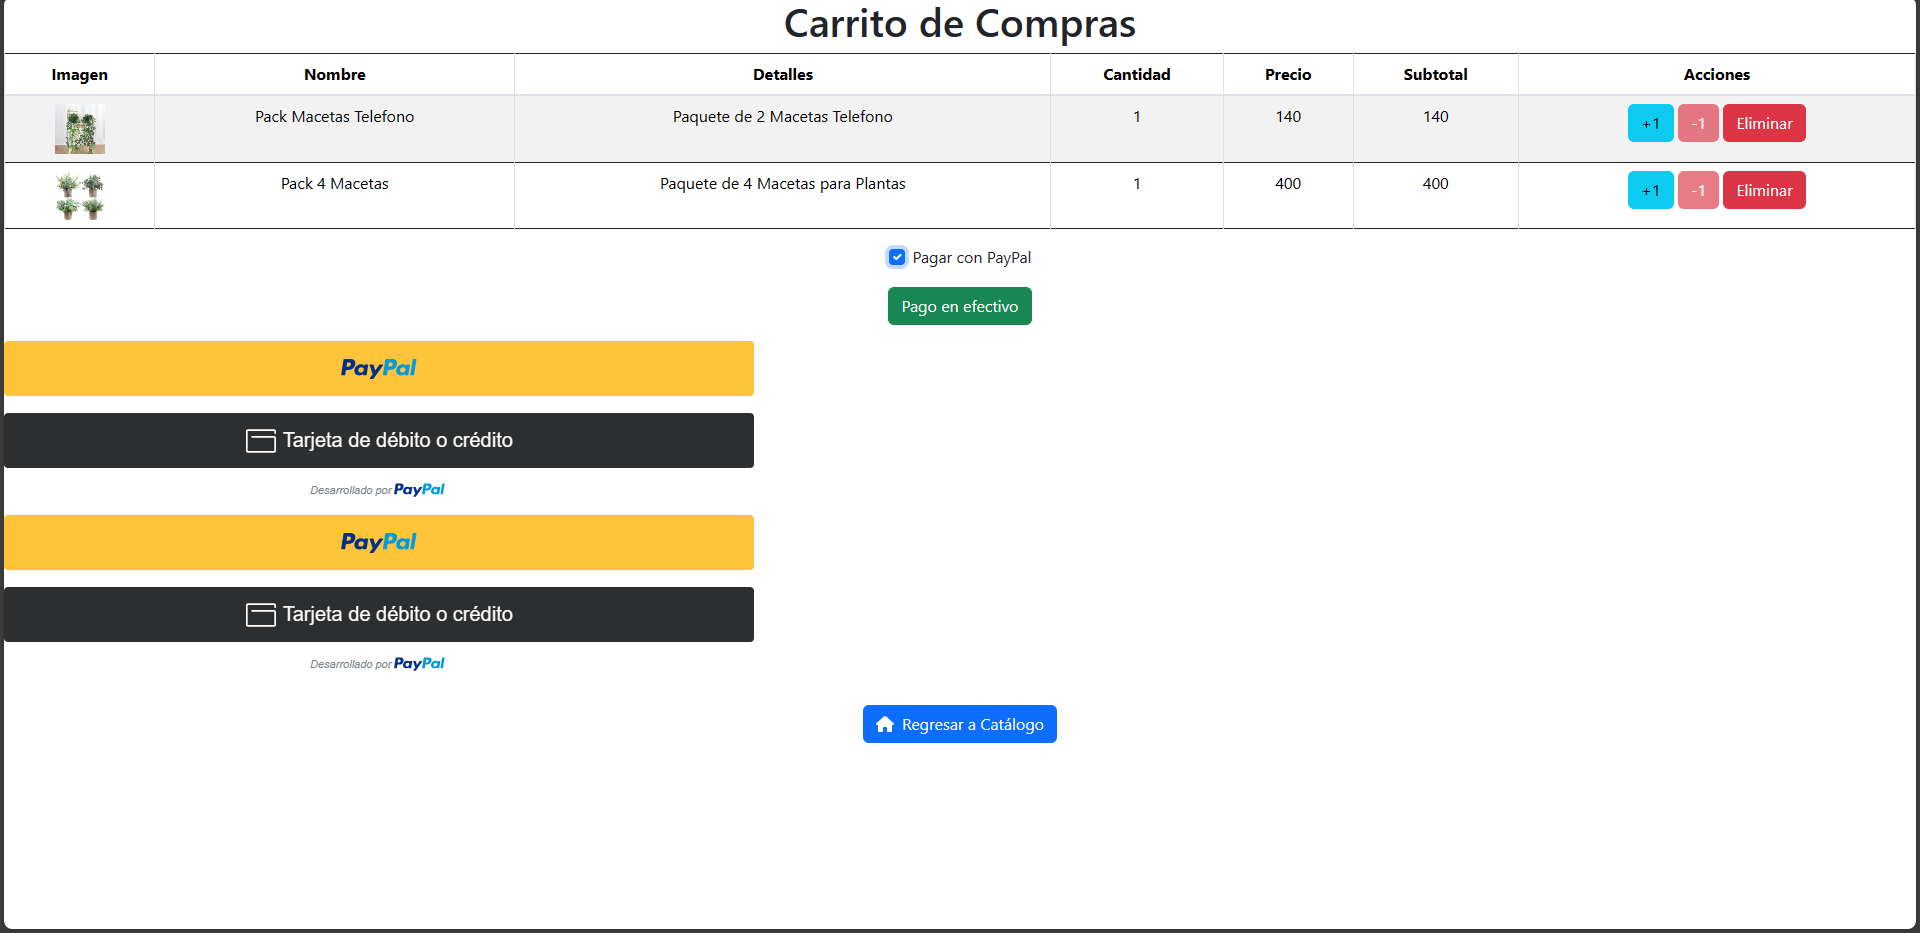 Carrito de Compras
Imagen Nombre Detalles Cantidad Precio Subtotal Acciones
Pack Macetas Telefono Paquete de 2 Macetas Telefono 1 140 140 +1 -1 Eliminar
Pack 4 Macetas Paquete de 4 Macetas para Plantas 1 400 400 +1 -1 Eliminar
Pagar con PayPal
Pago en efectivo
PayPal
Tarjeta de débito o crédito
Desarrollado por PayPal
PayPal
Tarjeta de débito o crédito
Desarrollado por PayPal
Regresar a Catálogo